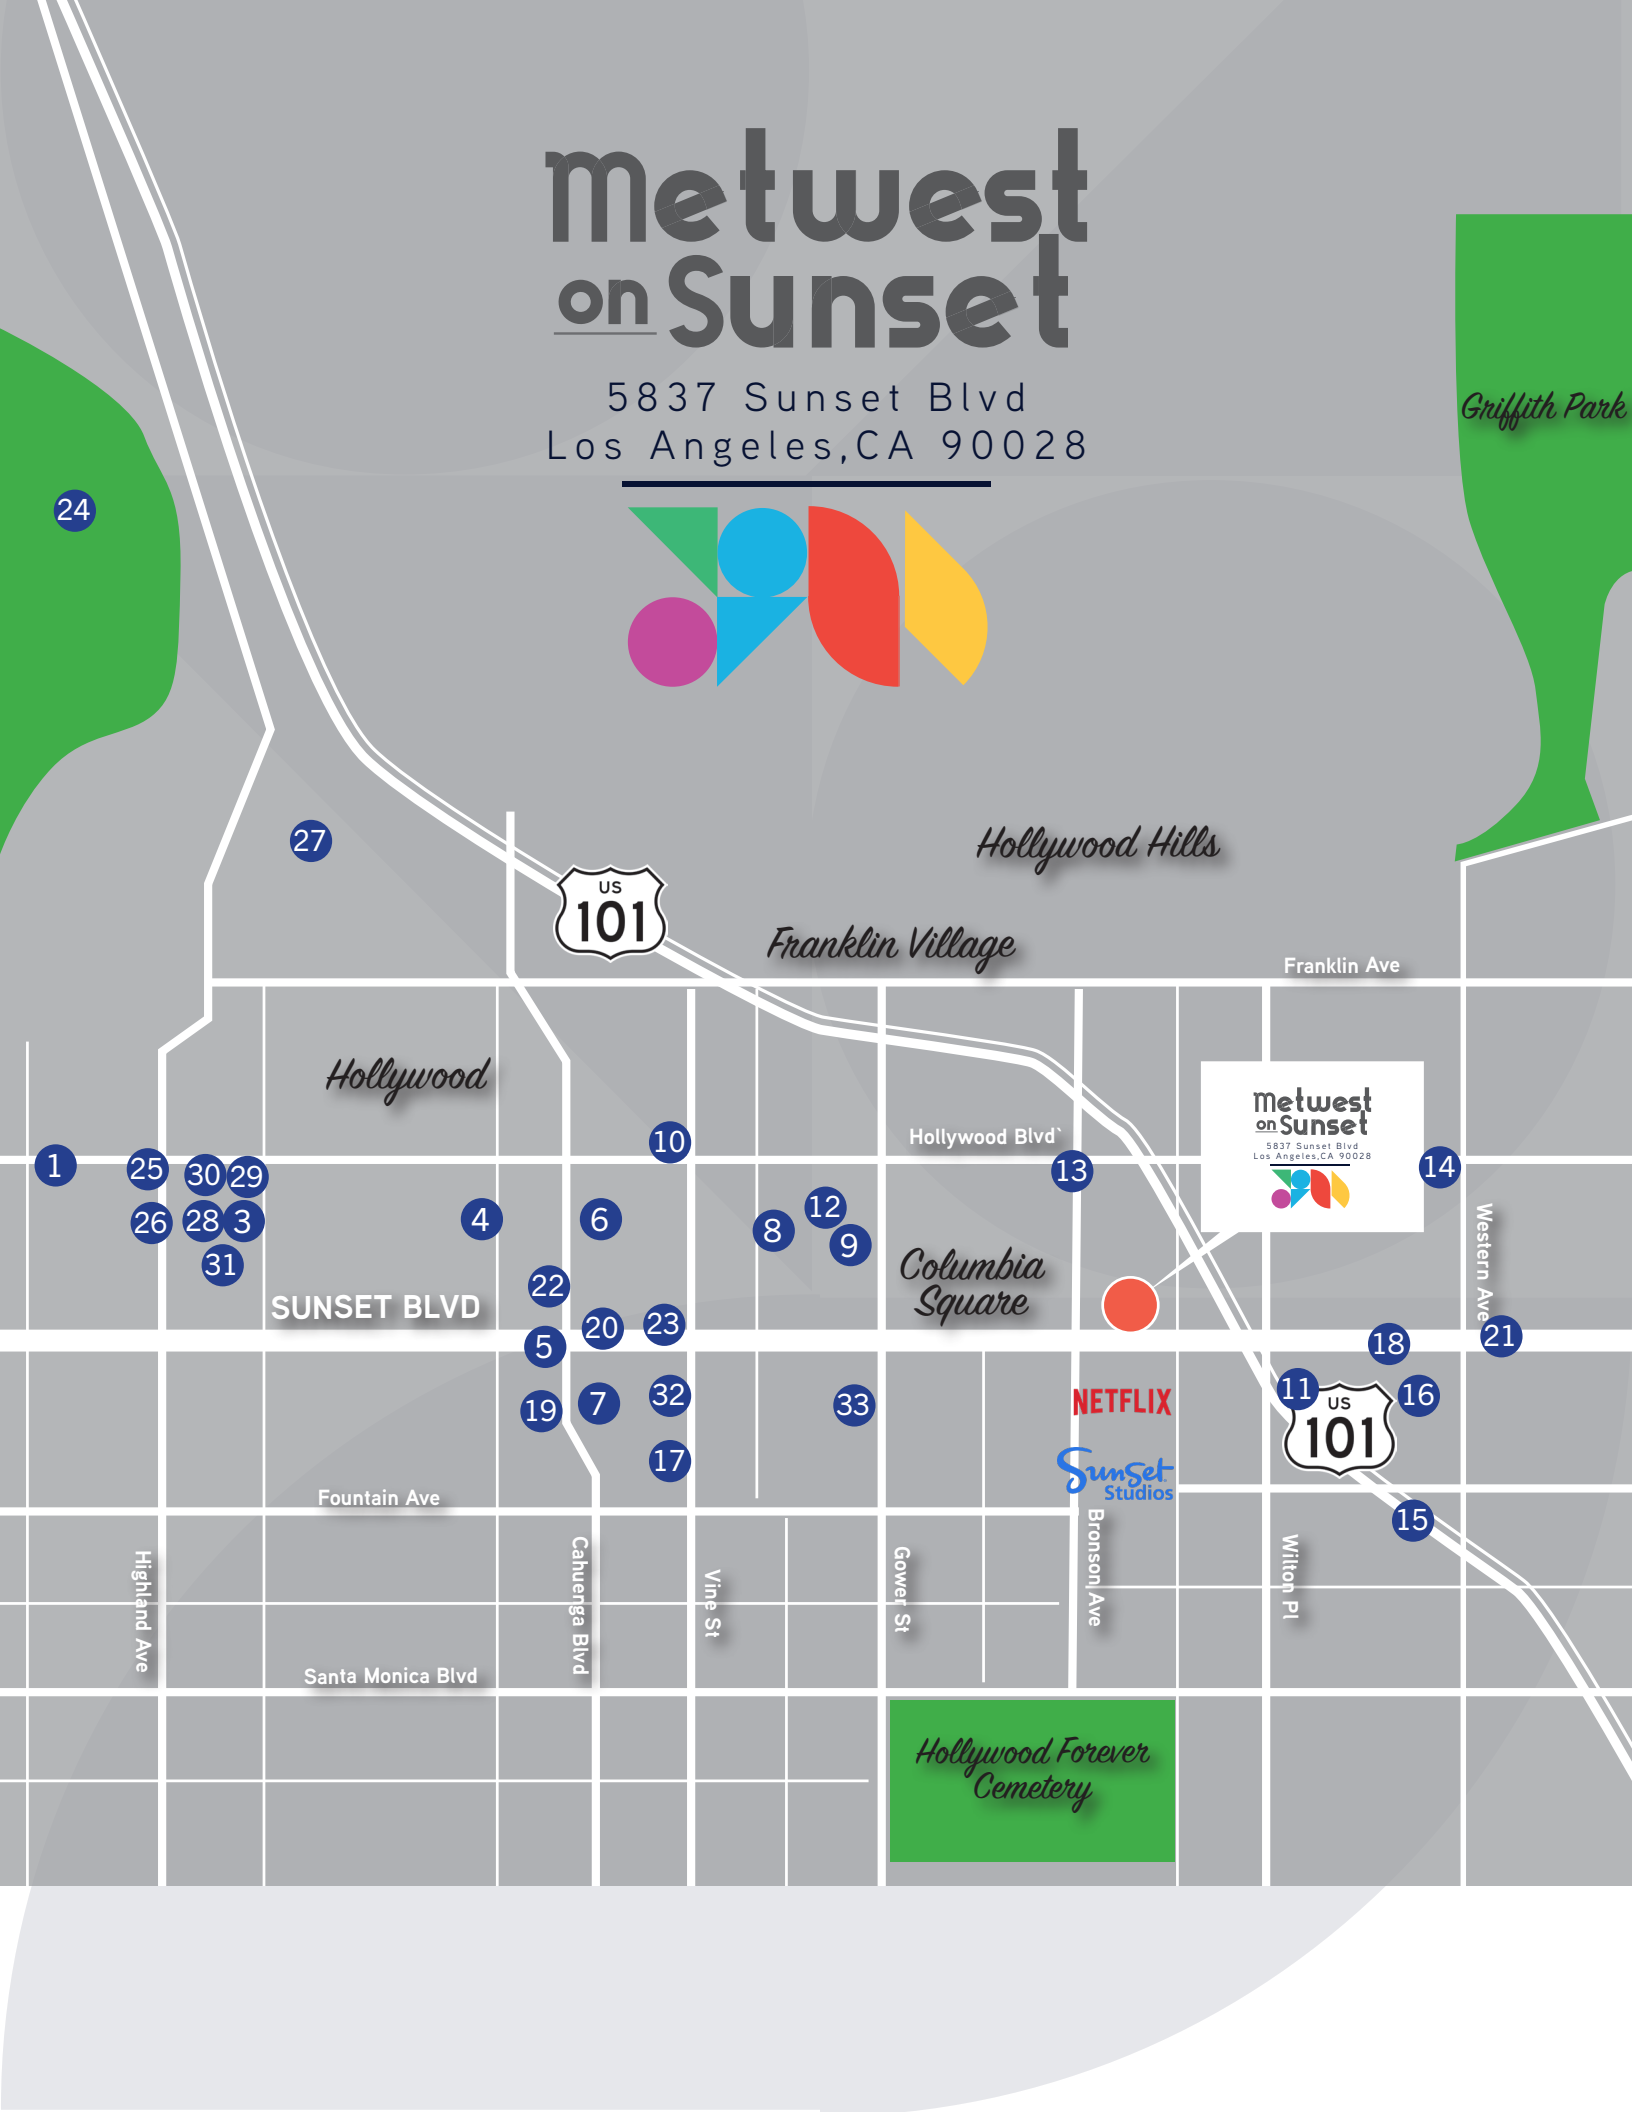 metwest
on Sunset
5837 Sunset Blvd
Los Angeles,CA 90028
Griffith Park
24
27
US
101
Hollywood Hills
Franklin Village
Franklin Ave
Hollywood
metwest
on Sunset
5837 Sunset Blvd
Los Angeles,CA 90028
10
Hollywood Blvd`
1
25
30
29
13
14
26
28
3
4
6
8
12
9
31
Western Ave
Columbia
Square
22
SUNSET BLVD
20
23
5
18
21
19
7
32
33
NETFLIX
11
US
101
16
17
SunSet
Studios
Fountain Ave
15
Highland Ave
Cahuenga Blvd
Vine St
Gower St
Bronson Ave
Wilton Pl
Santa Monica Blvd
Hollywood Forever
Cemetery